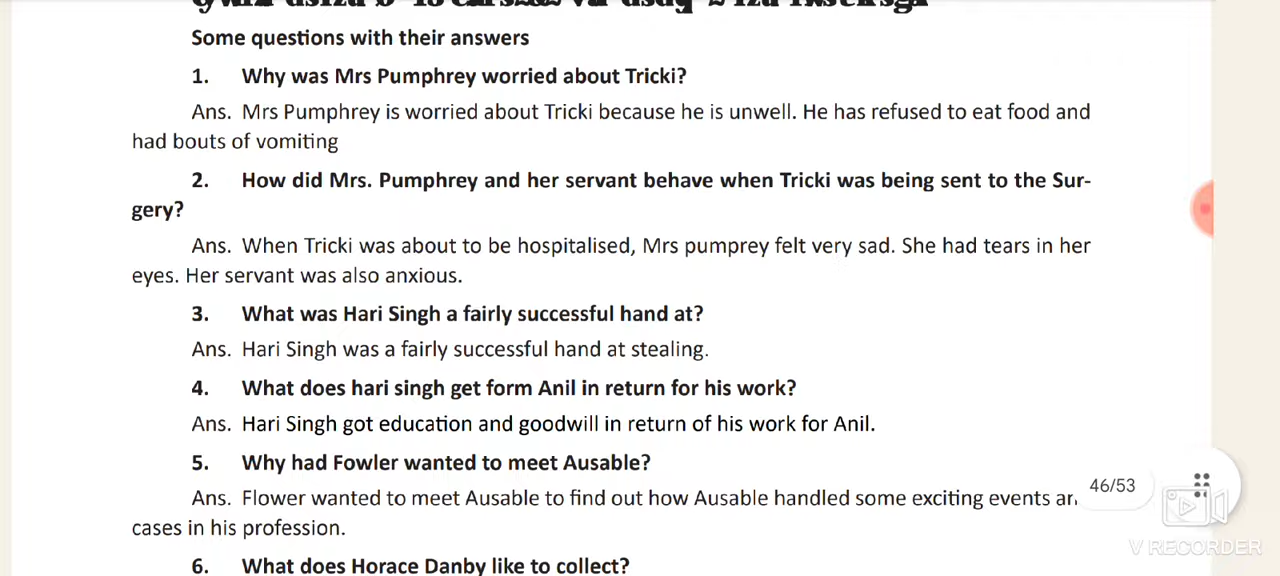 Some questions with their answers
1. Why was Mrs Pumphrey worried about Tricki?
Ans. Mrs Pumphrey is worried about Tricki because he is unwell. He has refused to eat food and
had bouts of vomiting
2. How did Mrs. Pumphrey and her servant behave when Tricki was being sent to the Sur-
gery?
Ans. When Tricki was about to be hospitalised, Mrs pumprey felt very sad. She had tears in her
eyes. Her servant was also anxious.
3. What was Hari Singh a fairly successful hand at?
Ans. Hari Singh was a fairly successful hand at stealing.
4. What does hari singh get form Anil in return for his work?
Ans. Hari Singh got education and goodwill in return of his work for Anil.
5. Why had Fowler wanted to meet Ausable?
Ans. Flower wanted to meet Ausable to find out how Ausable handled some exciting events
cases in his profession.
46/53
V RECORDER
6. What does Horace Danby like to collect?